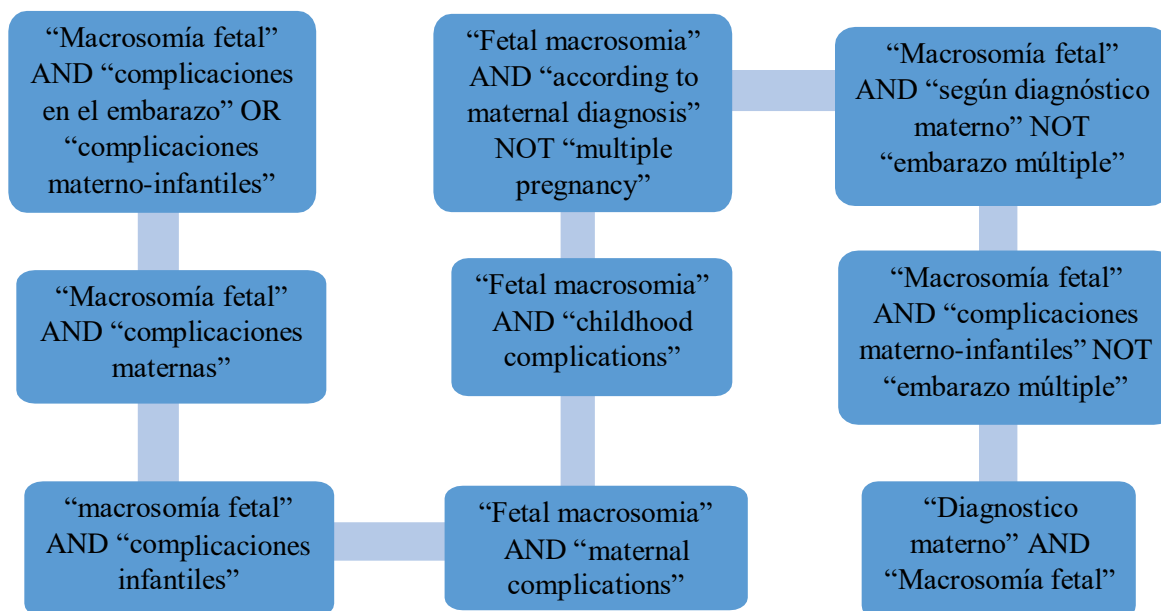 “Macrosomía fetal”
AND “complicaciones
en el embarazo” OR
“complicaciones
materno-infantiles”
“Macrosomía fetal”
AND “complicaciones
maternas”
“macrosomía fetal”
AND “complicaciones
infantiles”
“Fetal macrosomia”
AND “maternal
complications”
“Fetal macrosomia”
AND “childhood
complications”
“Fetal macrosomia”
AND “according to
maternal diagnosis”
NOT “multiple
pregnancy”
“Macrosomía fetal”
AND “según diagnóstico
materno” NOT
“embarazo múltiple”
“Macrosomía fetal”
AND “complicaciones
materno-infantiles” NOT
“embarazo múltiple”
“Diagnostico
materno” AND
“Macrosomía fetal”